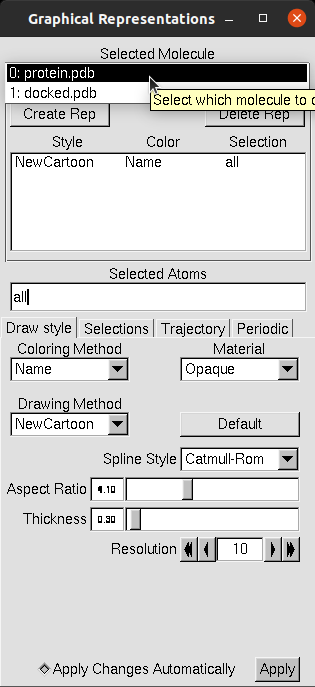 Graphical Representations
Selected Molecule
0: protein.pdb
1: docked.pdb
Select which molecule to
Create Rep Delete Rep
Style Color Selection
NewCartoon Name all
Selected Atoms
all
Draw style Selections Trajectory Periodic
Coloring Method Material
Name Opaque
Drawing Method
NewCartoon Default
Spline Style Catmull-Rom
Aspect Ratio 4.10
Thickness 0.30
Resolution 10
Apply Changes Automatically Apply